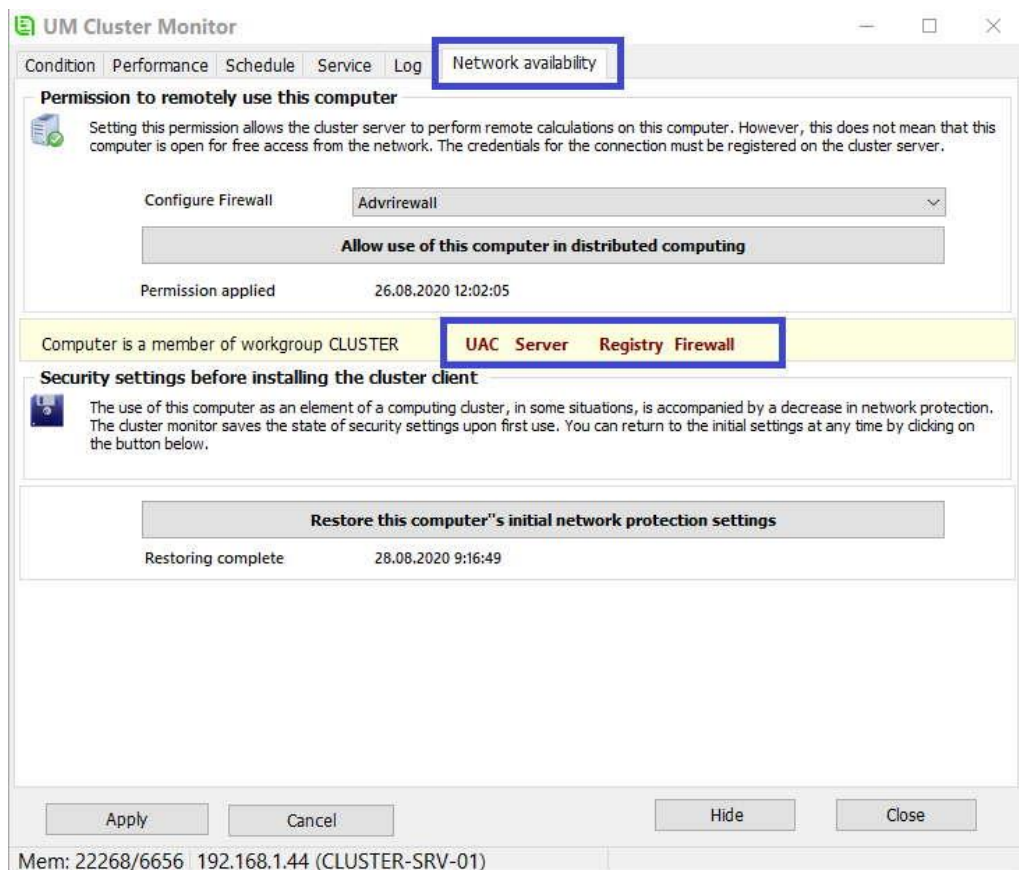 UM Cluster Monitor
Condition Performance Schedule Service Log Network availability
Permission to remotely use this computer
Setting this permission allows the cluster server to perform remote calculations on this computer. However, this does not mean that this
computer is open for free access from the network. The credentials for the connection must be registered on the cluster server.
Configure Firewall Advrirewall
Allow use of this computer in distributed computing
Permission applied 26.08.2020 12:02:05
Computer is a member of workgroup CLUSTER UAC Server Registry Firewall
Security settings before installing the cluster client
The use of this computer as an element of a computing cluster, in some situations, is accompanied by a decrease in network protection.
The cluster monitor saves the state of security settings upon first use. You can return to the initial settings at any time by clicking on
the button below.
Restore this computer"s initial network protection settings
Restoring complete 28.08.2020 9:16:49
Apply Cancel Hide Close
Mem: 22268/6656 192.168.1.44 (CLUSTER-SRV-01)